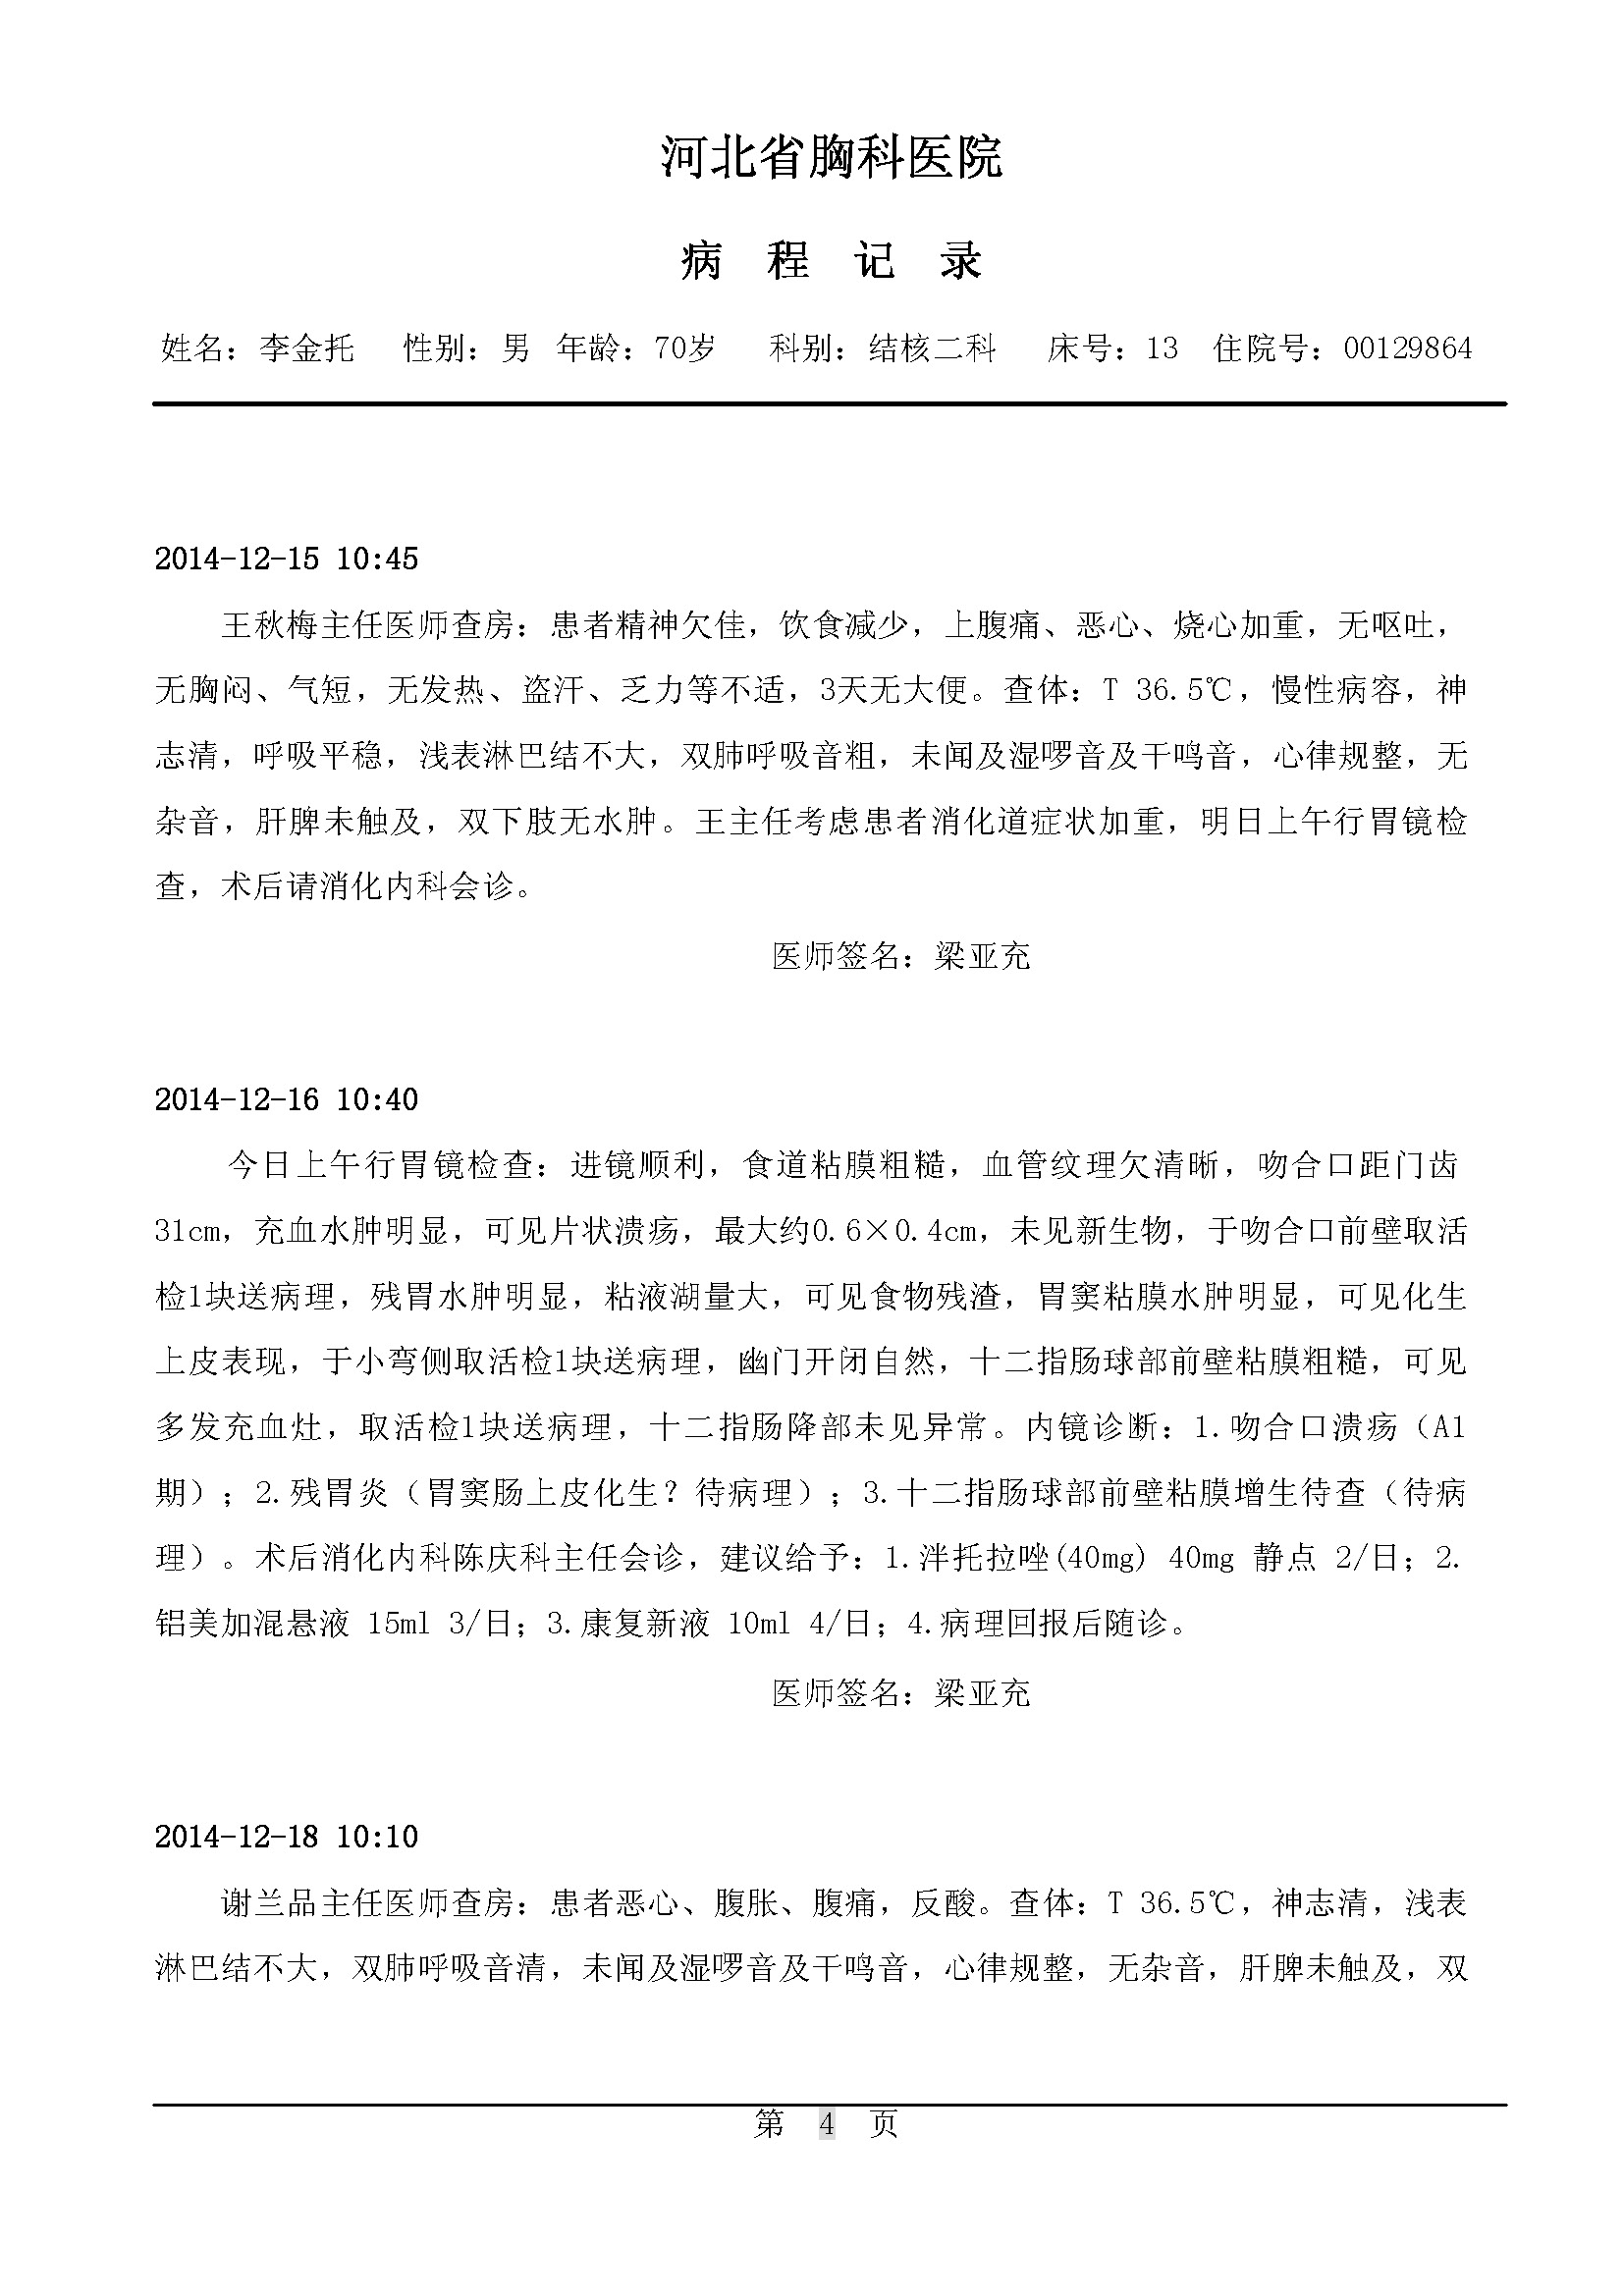 河北省胸科医院
病 程 记 录
姓名：李金托 性别：男 年龄：70岁 科别：结核二科 床号：13 住院号：00129864
2014-12-15 10:45
王秋梅主任医师查房：患者精神欠佳，饮食减少，上腹痛、恶心、烧心加重，无呕吐，
无胸闷、气短，无发热、盗汗、乏力等不适，3天无大便。查体：T 36.5℃，慢性病容，神
志清，呼吸平稳，浅表淋巴结不大，双肺呼吸音粗，未闻及湿啰音及干鸣音，心律规整，无
杂音，肝脾未触及，双下肢无水肿。王主任考虑患者消化道症状加重，明日上午行胃镜检
查，术后请消化内科会诊。
医师签名：梁亚充
2014-12-16 10:40
今日上午行胃镜检查：进镜顺利，食道粘膜粗糙，血管纹理欠清晰，吻合口距门齿
31cm，充血水肿明显，可见片状溃疡，最大约0.6×0.4cm，未见新生物，于吻合口前壁取活
检1块送病理，残胃水肿明显，粘液湖量大，可见食物残渣，胃窦粘膜水肿明显，可见化生
上皮表现，于小弯侧取活检1块送病理，幽门开闭自然，十二指肠球部前壁粘膜粗糙，可见
多发充血灶，取活检1块送病理，十二指肠降部未见异常。内镜诊断：1.吻合口溃疡（A1
期）；2.残胃炎（胃窦肠上皮化生？待病理）；3.十二指肠球部前壁粘膜增生待查（待病
理）。术后消化内科陈庆科主任会诊，建议给予：1.泮托拉唑(40mg) 40mg 静点 2/日；2.
铝美加混悬液 15ml 3/日；3.康复新液 10ml 4/日；4.病理回报后随诊。
医师签名：梁亚充
2014-12-18 10:10
谢兰品主任医师查房：患者恶心、腹胀、腹痛，反酸。查体：T 36.5℃，神志清，浅表
淋巴结不大，双肺呼吸音清，未闻及湿啰音及干鸣音，心律规整，无杂音，肝脾未触及，双
第 4 页